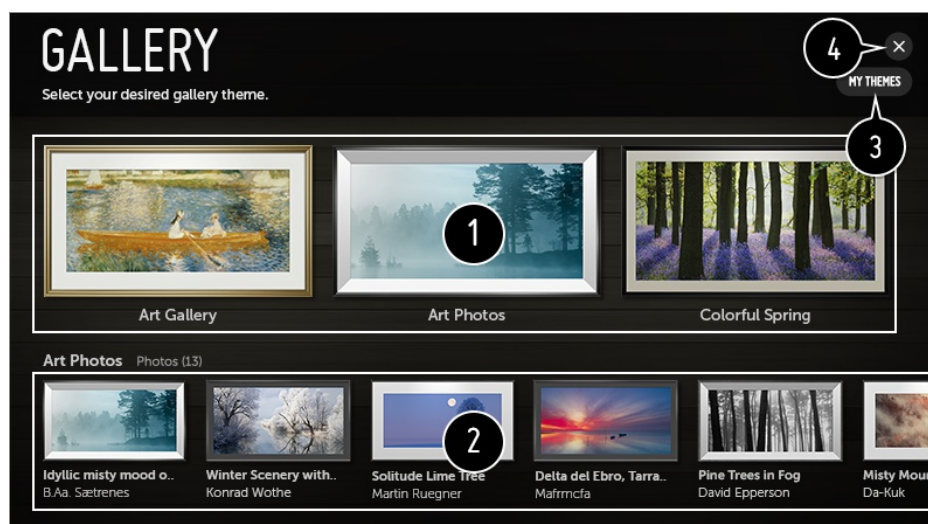 GALLERY
Select your desired gallery theme.
4
MY THEMES
3
1
Art Gallery
Art Photos
Colorful Spring
Art Photos Photos (13)
2
Idyllic misty mood o..
B.Aa. Sætrenes
Winter Scenery with..
Konrad Wothe
Solitude Lime Tree
Martin Ruegner
Delta del Ebro, Tarra..
Mafrmcfa
Pine Trees in Fog
David Epperson
Misty Moun
Da-Kuk